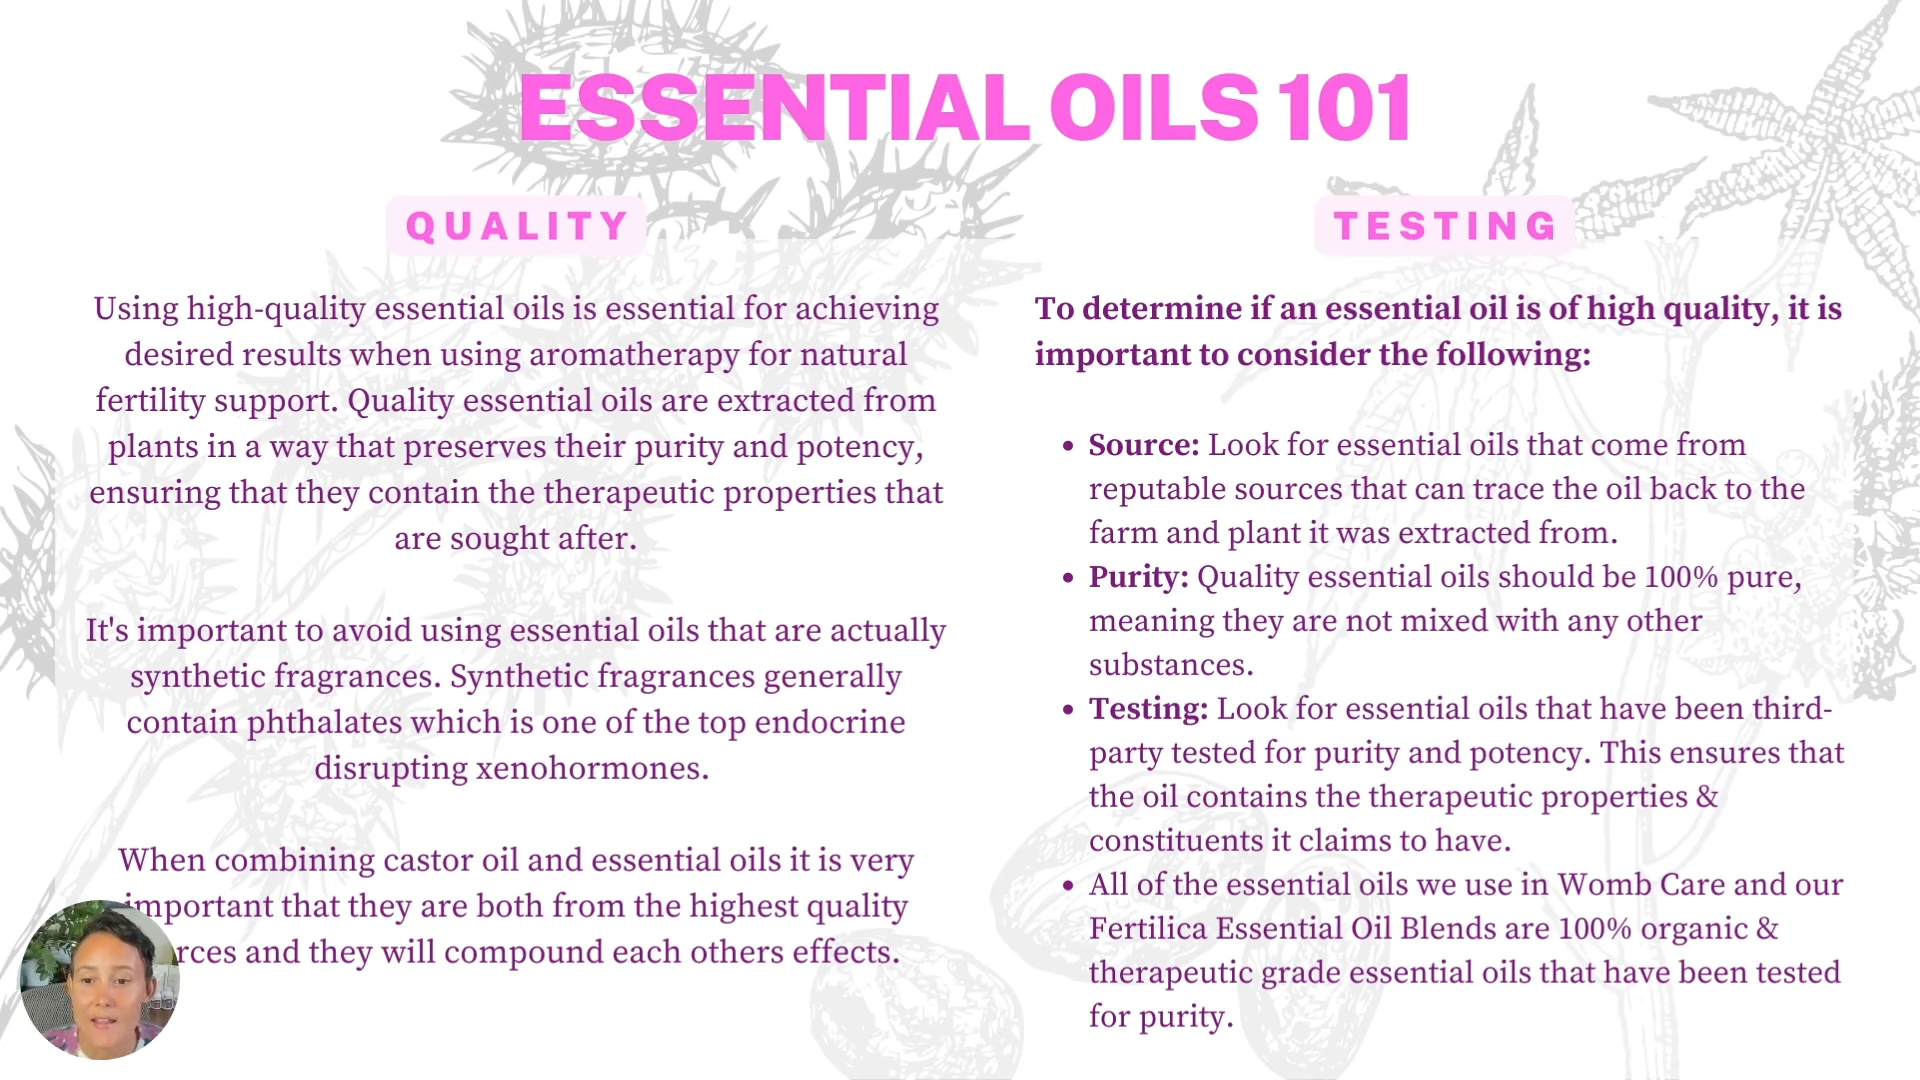 ESSENTIAL OILS 101
QUALITY
Using high-quality essential oils is essential for achieving
desired results when using aromatherapy for natural
fertility support. Quality essential oils are extracted from
plants in a way that preserves their purity and potency,
ensuring that they contain the therapeutic properties that
are sought after.
It's important to avoid using essential oils that are actually
synthetic fragrances. Synthetic fragrances generally
contain phthalates which is one of the top endocrine
disrupting xenohormones.
When combining castor oil and essential oils it is very
important that they are both from the highest quality
and they will compound each others effects.
TESTING
To determine if an essential oil is of high quality, it is
important to consider the following:
• Source: Look for essential oils that come from
reputable sources that can trace the oil back to the
farm and plant it was extracted from.
• Purity: Quality essential oils should be 100% pure,
meaning they are not mixed with any other
substances.
• Testing: Look for essential oils that have been third-
party tested for purity and potency. This ensures that
the oil contains the therapeutic properties &
constituents it claims to have.
• All of the essential oils we use in Womb Care and our
Fertilica Essential Oil Blends are 100% organic &
therapeutic grade essential oils that have been tested
for purity.